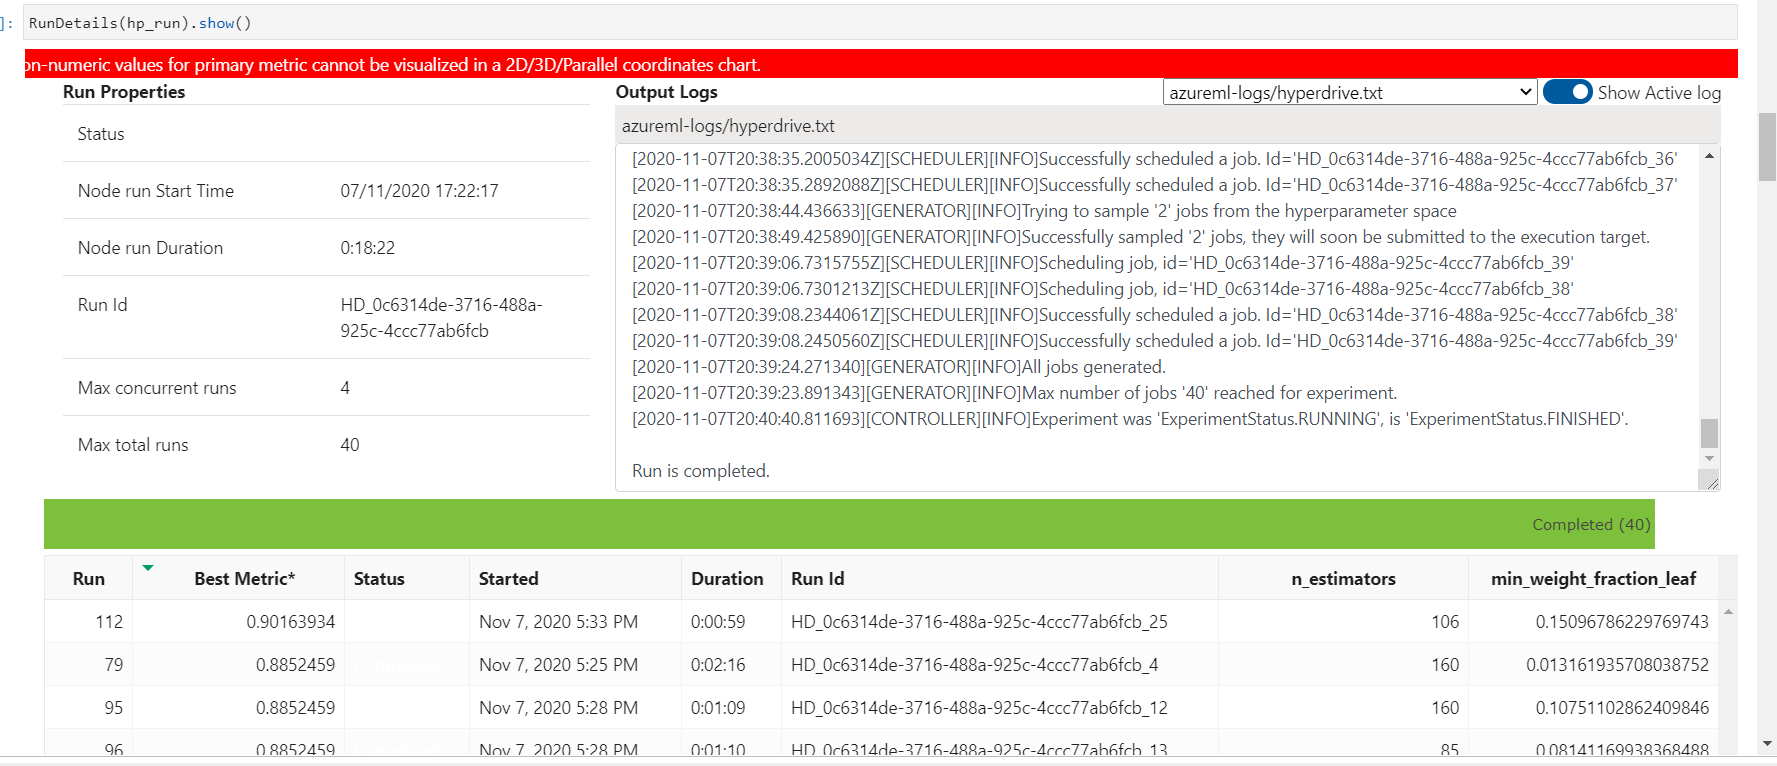 ]: RunDetails(hp_run).show()
on-numeric values for primary metric cannot be visualized in a 2D/3D/Parallel coordinates chart.
Run Properties
Status
Node run Start Time 07/11/2020 17:22:17
Node run Duration 0:18:22
Run Id HD_0c6314de-3716-488a-
925c-4ccc77ab6fcb
Max concurrent runs 4
Max total runs 40
Output Logs azureml-logs/hyperdrive.txt Show Active log
azureml-logs/hyperdrive.txt
[2020-11-07T20:38:35.2005034Z][SCHEDULER][INFO]Successfully scheduled a job. Id='HD_0c6314de-3716-488a-925c-4ccc77ab6fcb_36'
[2020-11-07T20:38:35.2892088Z][SCHEDULER][INFO]Successfully scheduled a job. Id='HD_0c6314de-3716-488a-925c-4ccc77ab6fcb_37'
[2020-11-07T20:38:44.436633][GENERATOR][INFO]Trying to sample '2' jobs from the hyperparameter space
[2020-11-07T20:38:49.425890][GENERATOR][INFO]Successfully sampled '2' jobs, they will soon be submitted to the execution target.
[2020-11-07T20:39:06.7315755Z][SCHEDULER][INFO]Scheduling job, id='HD_0c6314de-3716-488a-925c-4ccc77ab6fcb_39'
[2020-11-07T20:39:06.7301213Z][SCHEDULER][INFO]Scheduling job, id='HD_0c6314de-3716-488a-925c-4ccc77ab6fcb_38'
[2020-11-07T20:39:08.2344061Z][SCHEDULER][INFO]Successfully scheduled a job. Id='HD_0c6314de-3716-488a-925c-4ccc77ab6fcb_38'
[2020-11-07T20:39:08.2450560Z][SCHEDULER][INFO]Successfully scheduled a job. Id='HD_0c6314de-3716-488a-925c-4ccc77ab6fcb_39'
[2020-11-07T20:39:24.271340][GENERATOR][INFO]All jobs generated.
[2020-11-07T20:39:23.891343][GENERATOR][INFO]Max number of jobs '40' reached for experiment.
[2020-11-07T20:40:40.811693][CONTROLLER][INFO]Experiment was 'ExperimentStatus.RUNNING', is 'ExperimentStatus.FINISHED'.
Run is completed.
Completed (40)
Run Best Metric* Status Started Duration Run Id n_estimators min_weight_fraction_leaf
112 0.90163934 Nov 7, 2020 5:33 PM 0:00:59 HD_0c6314de-3716-488a-925c-4ccc77ab6fcb_25 106 0.15096786229769743
79 0.8852459 Completed Nov 7, 2020 5:25 PM 0:02:16 HD_0c6314de-3716-488a-925c-4ccc77ab6fcb_4 160 0.013161935708038752
95 0.8852459 Nov 7, 2020 5:28 PM 0:01:09 HD_0c6314de-3716-488a-925c-4ccc77ab6fcb_12 160 0.10751102862409846
96 0.8852459 Completed Nov 7, 2020 5:28 PM 0:01:10 HD_0c6314de-3716-488a-925c-4ccc77ab6fcb_13 85 0.08141169938368488